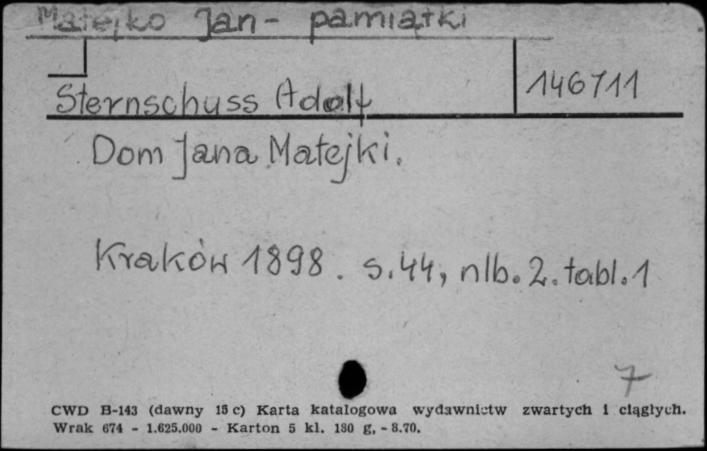 Matejko Jan - pamiątki
146711
Sternschuss Adolf
Dom Jana Matejki.
Kraków 1898. s. 44, nlb. 2. tabl. 1
7
CWD B-143 (dawny 15 c) Karta katalogowa wydawnictw zwartych i ciągłych.
Wrak 674 - 1.625.000 - Karton 5 kl. 180 g, - 8.70.